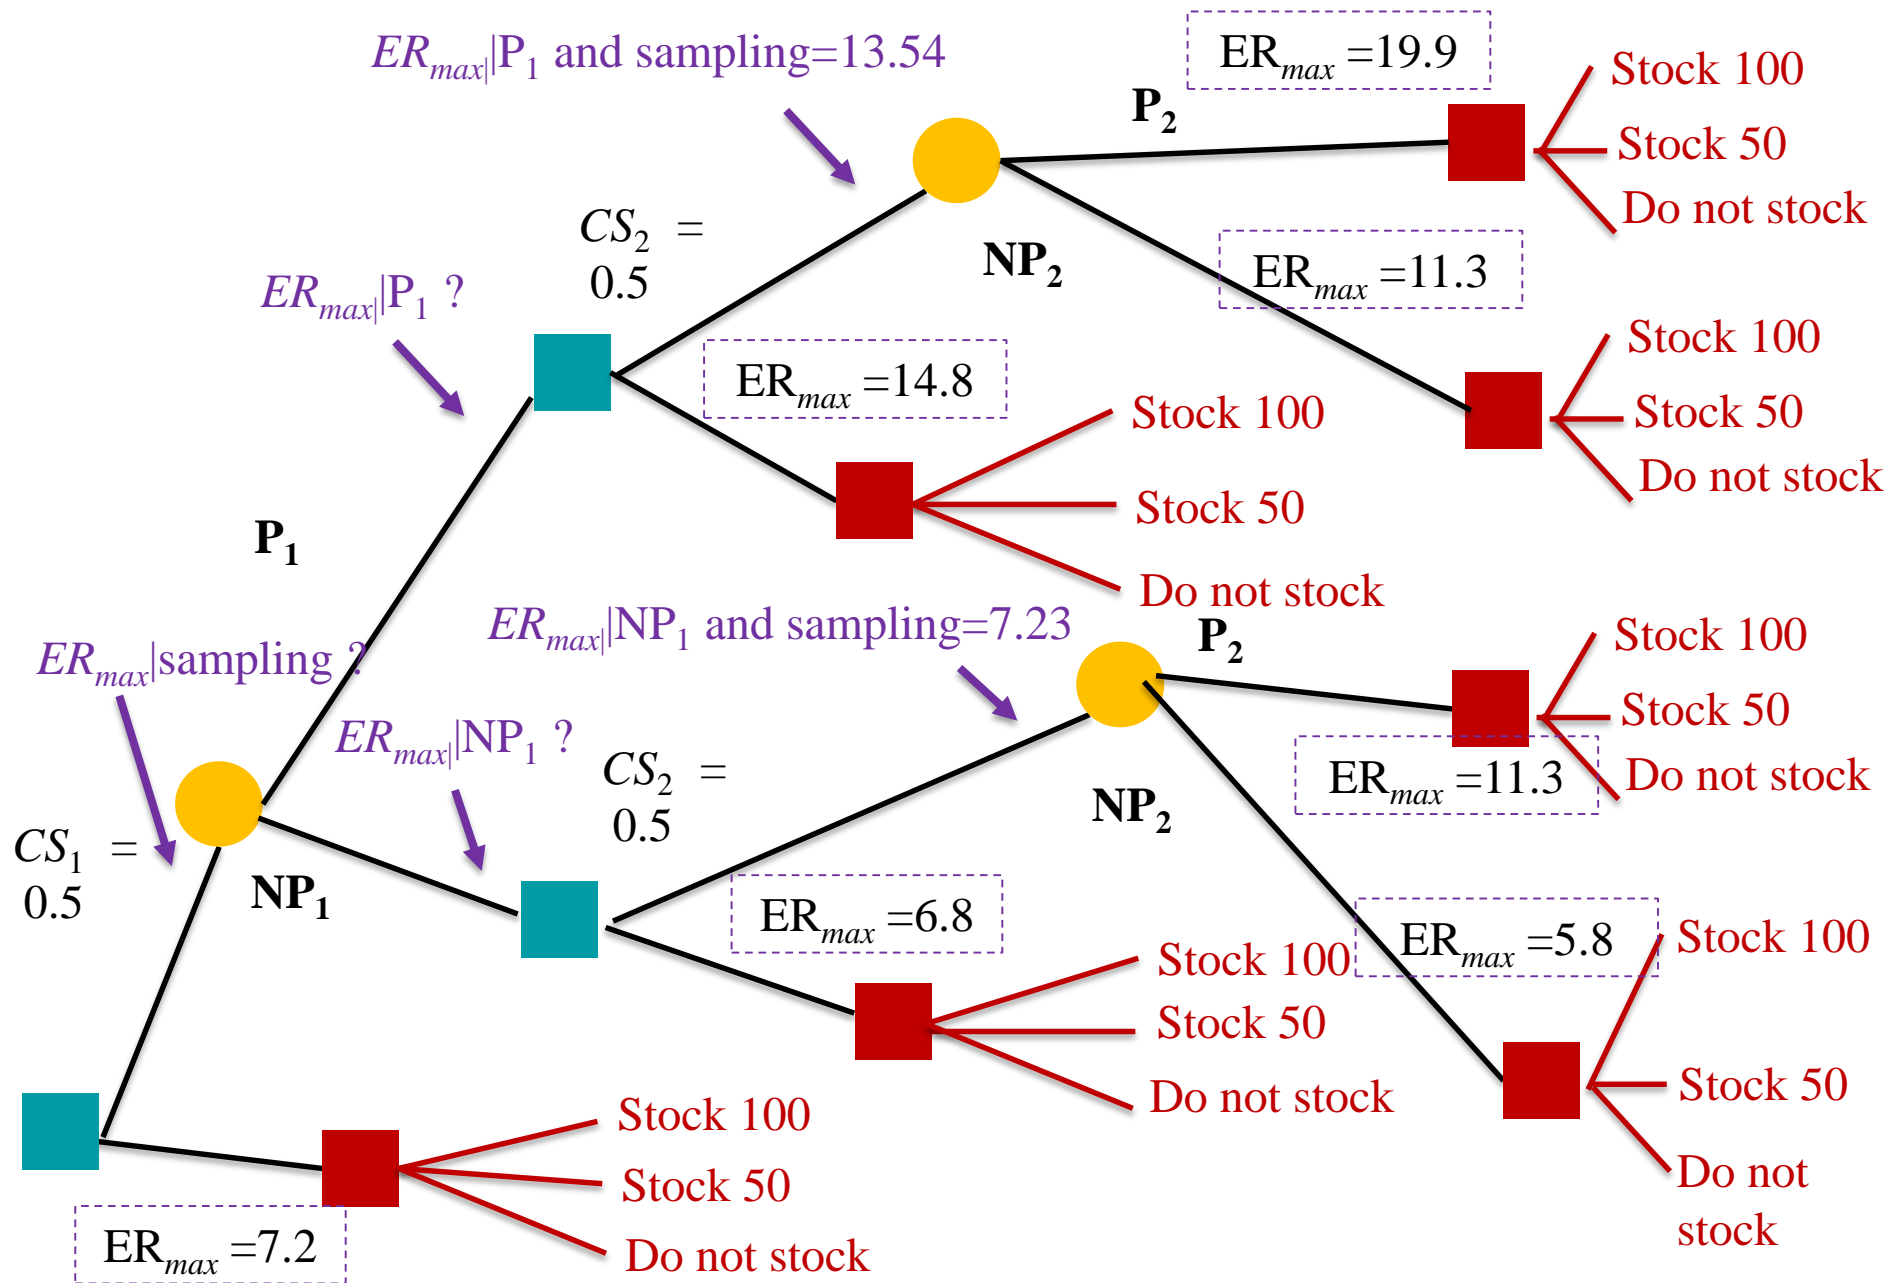 ER_max =19.9
ER_max||P_1 and sampling=13.54
Stock 100
P_2
Stock 50
Do not stock
CS_2 =
0.5
NP_2
ER_max =11.3
ER_max||P_1 ?
Stock 100
ER_max =14.8
Stock 100
Stock 50
Do not stock
Stock 50
P_1
Do not stock
ER_max||NP_1 and sampling=7.23
P_2
Stock 100
ER_max|sampling ?
Stock 50
ER_max||NP_1 ?
CS_2 =
0.5
ER_max =11.3
Do not stock
NP_2
CS_1 =
0.5
NP_1
ER_max =6.8
ER_max =5.8
Stock 100
Stock 100
Stock 50
Stock 50
Do not stock
Stock 100
Stock 50
Do not
stock
ER_max =7.2
Do not stock